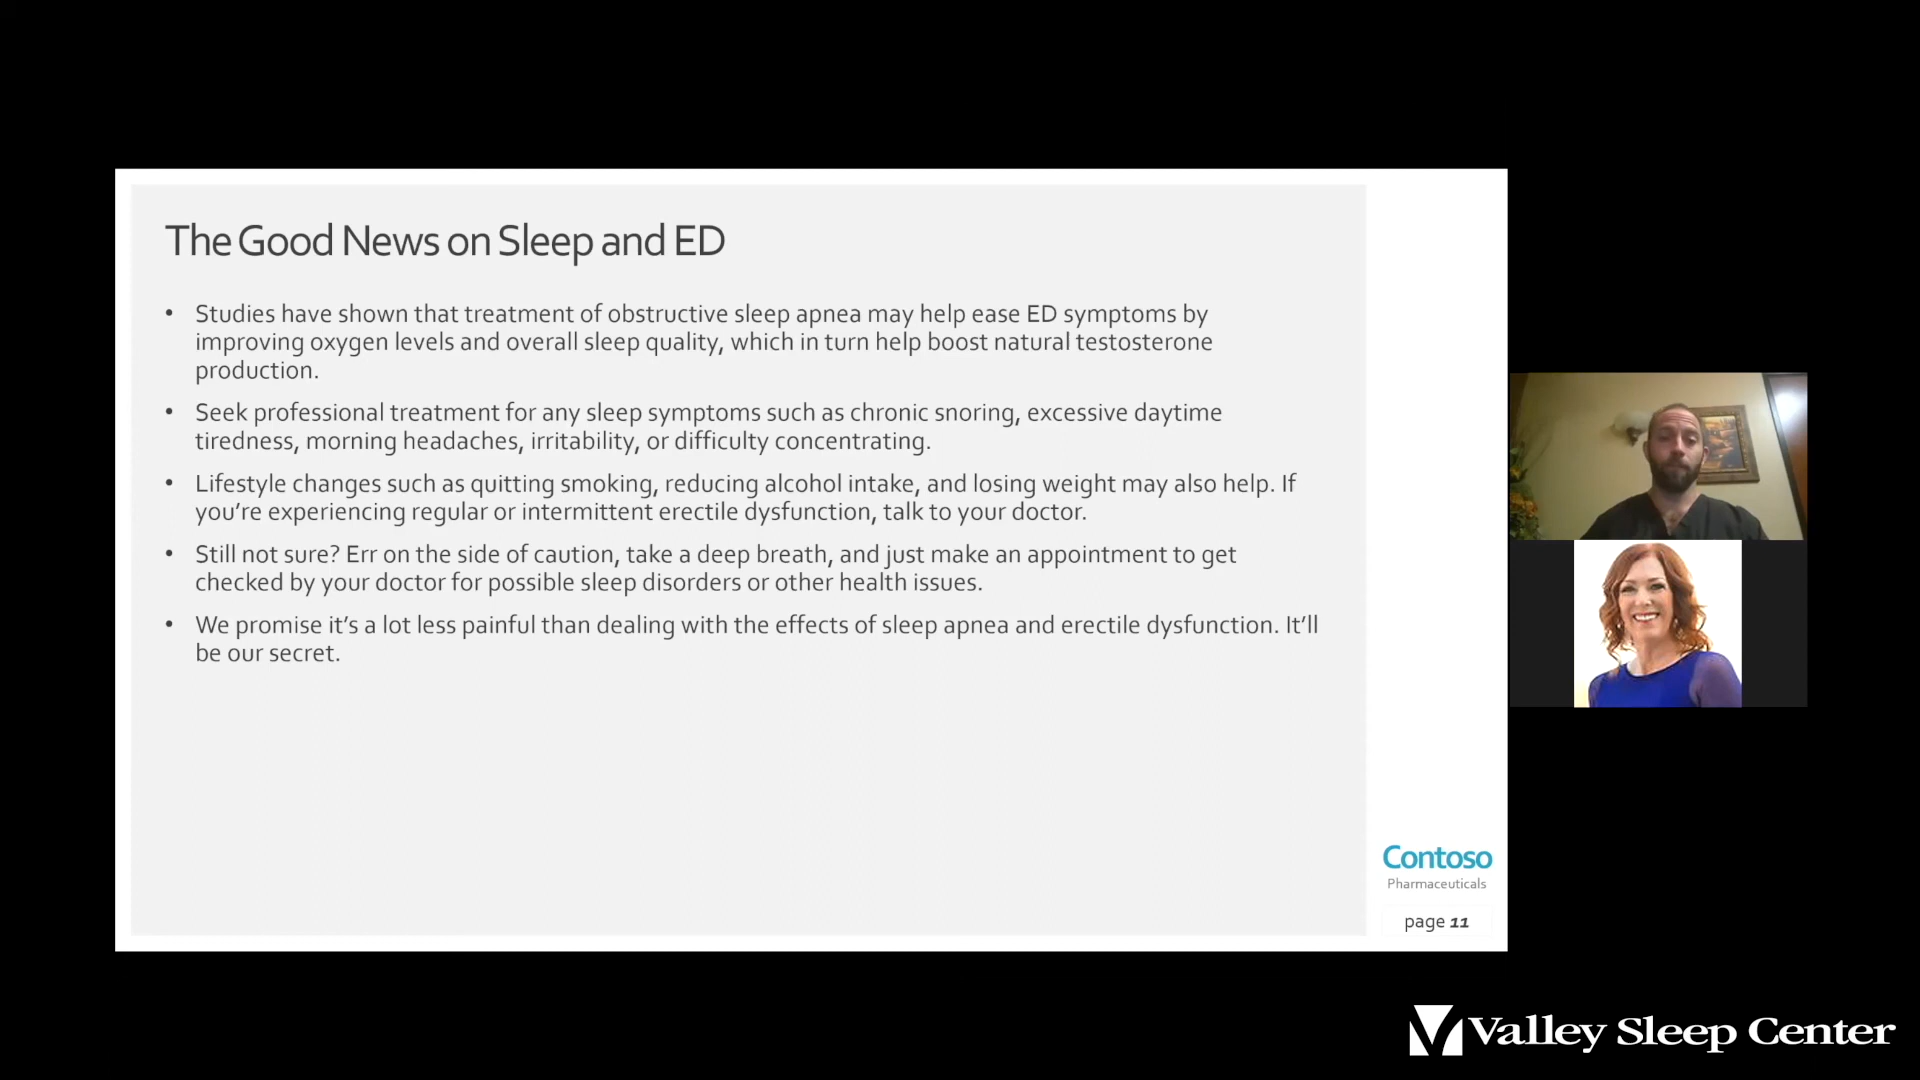 The Good News on Sleep and ED
• Studies have shown that treatment of obstructive sleep apnea may help ease ED symptoms by
improving oxygen levels and overall sleep quality, which in turn help boost natural testosterone
production.
• Seek professional treatment for any sleep symptoms such as chronic snoring, excessive daytime
tiredness, morning headaches, irritability, or difficulty concentrating.
• Lifestyle changes such as quitting smoking, reducing alcohol intake, and losing weight may also help. If
you’re experiencing regular or intermittent erectile dysfunction, talk to your doctor.
• Still not sure? Err on the side of caution, take a deep breath, and just make an appointment to get
checked by your doctor for possible sleep disorders or other health issues.
• We promise it’s a lot less painful than dealing with the effects of sleep apnea and erectile dysfunction. It’ll
be our secret.
Contoso
Pharmaceuticals
page 11
Valley Sleep Center